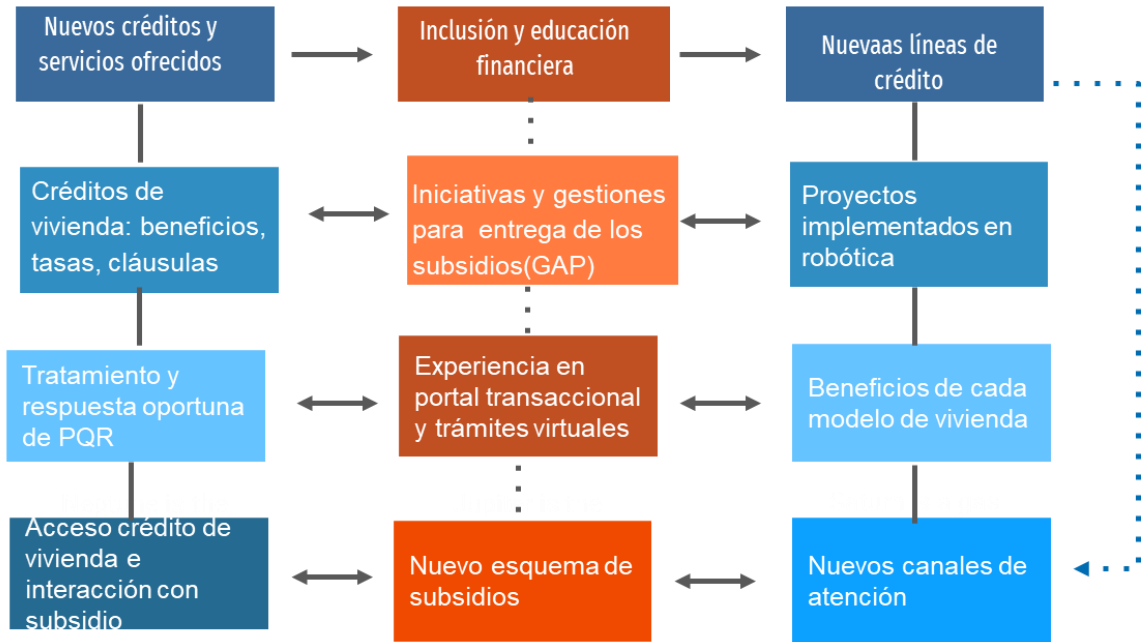 Nuevos créditos y
servicios ofrecidos
Inclusión y educación
financiera
Nuevaas líneas de
crédito
Créditos de
vivienda: beneficios,
tasas, cláusulas
Iniciativas y gestiones
para entrega de los
subsidios(GAP)
Proyectos
implementados en
robótica
Tratamiento y
respuesta oportuna
de PQR
Experiencia en
portal transaccional
y trámites virtuales
Beneficios de cada
modelo de vivienda
Acceso crédito de
vivienda e
interacción con
subsidio
Nuevo esquema de
subsidios
Nuevos canales de
atención